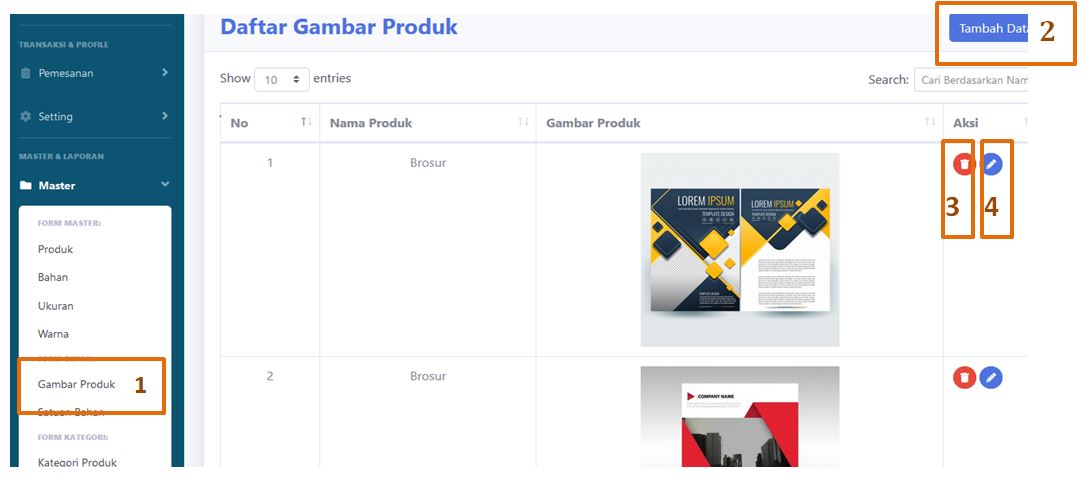 Daftar Gambar Produk
Tambah Data
2
TRANSAKSI & PROFILE
Pemesanan
Setting
MASTER & LAPORAN
Master
FORM MASTER:
Produk
Bahan
Ukuran
Warna
Gambar Produk
1
Satuan Bahan
FORM KATEGORI:
Kategori Produk
Show 10 entries
Search: Cari Berdasarkan Nam
No Nama Produk Gambar Produk Aksi
1 Brosur
LOREM IPSUM
TEMPLATE DESIGN
LOREM IPSUM
TEMPLATE DESIGN
3
4
2 Brosur
COMPANY NAME